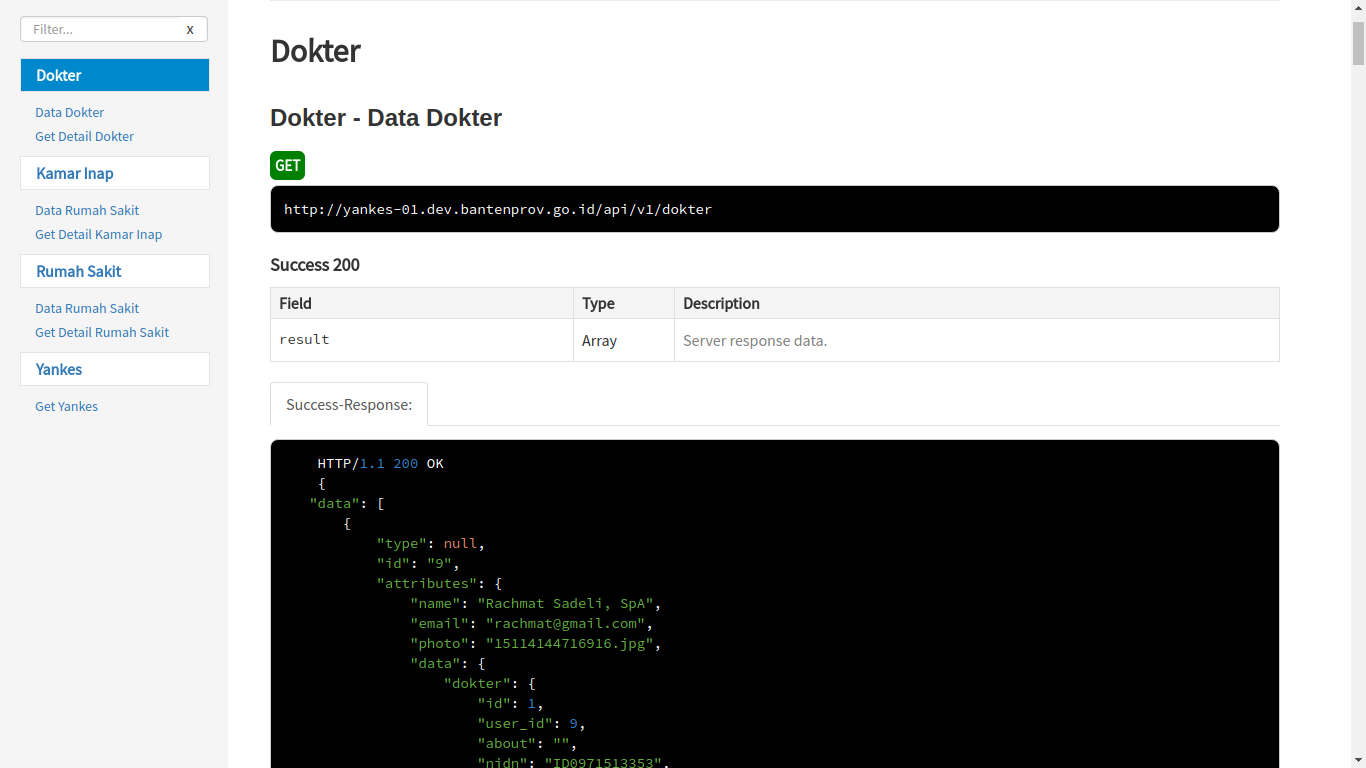 Filter...
x
Dokter
Data Dokter
Get Detail Dokter
Kamar Inap
Data Rumah Sakit
Get Detail Kamar Inap
Rumah Sakit
Data Rumah Sakit
Get Detail Rumah Sakit
Yankes
Get Yankes
Dokter
Dokter - Data Dokter
GET
http://yankes-01.dev.bantenprov.go.id/api/v1/dokter
Success 200
Field Type Description
result Array Server response data.
Success-Response:
HTTP/1.1 200 OK
{
"data": [
{
"type": null,
"id": "9",
"attributes": {
"name": "Rachmat Sadeli, SpA",
"email": "rachmat@gmail.com",
"photo": "15114144716916.jpg",
"data": {
"dokter": {
"id": 1,
"user_id": 9,
"about": "",
"nidn": "ID0971513353",